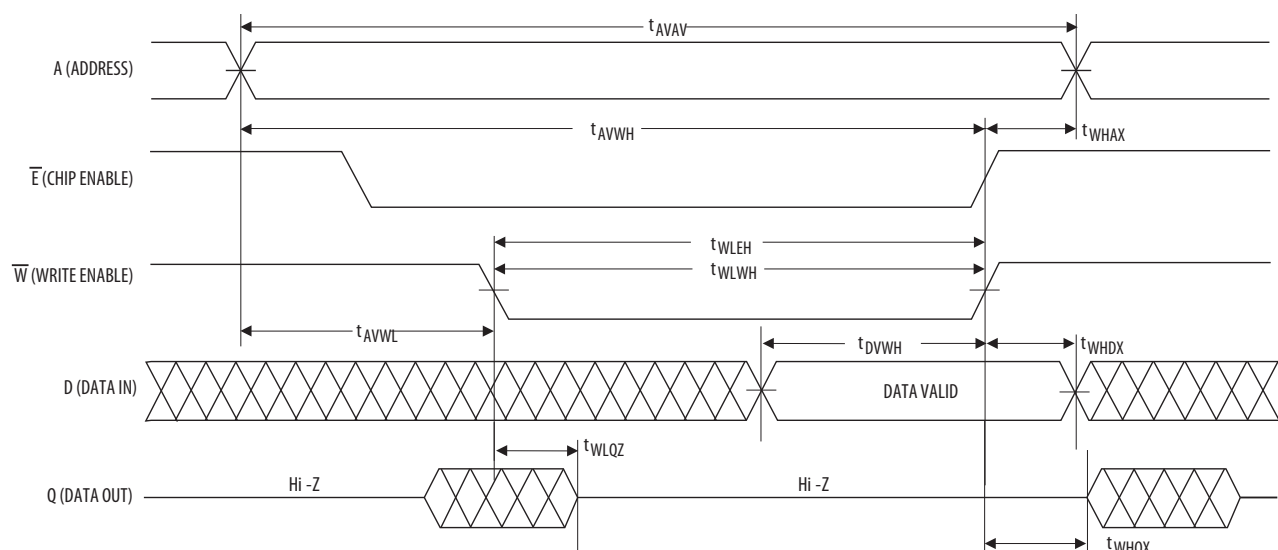 tAVAV
A (ADDRESS)
tAVWH
tWHAX
E (CHIP ENABLE)
tWLEH
W (WRITE ENABLE)
tWLWH
tAVWL
tDVWH
tWHDX
D (DATA IN)
DATA VALID
tWLQZ
Q (DATA OUT)
Hi -Z
Hi -Z
tWHQX